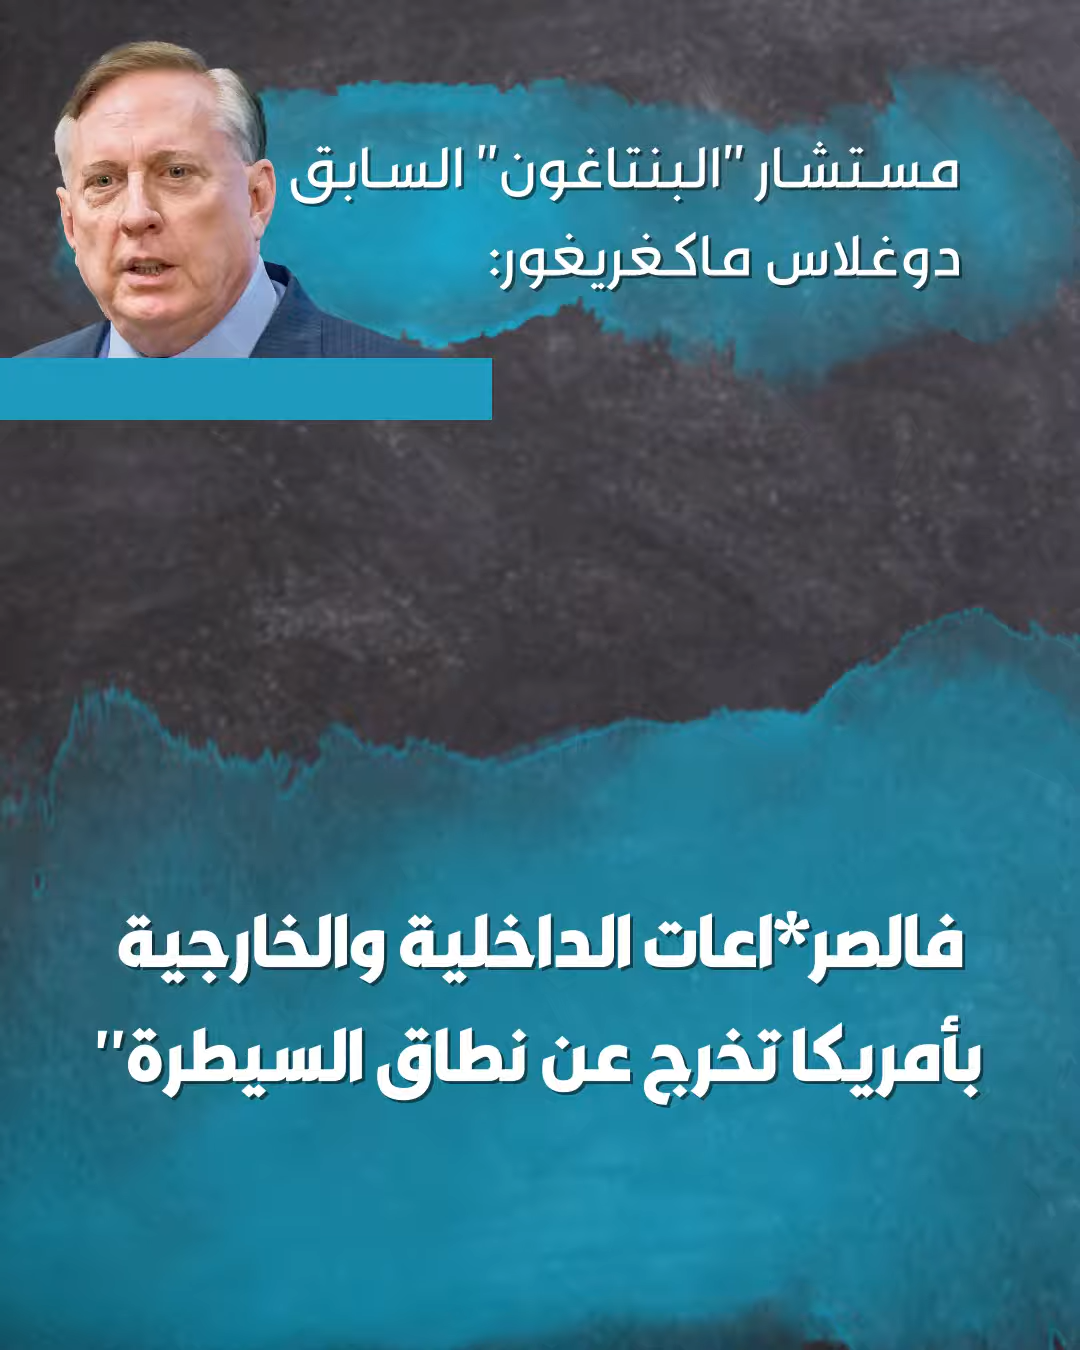 مستشار "البنتاغون" السابق
دوغلاس ماكغريغور:
فالصر*اعات الداخلية والخارجية
بأمريكا تخرج عن نطاق السيطرة"